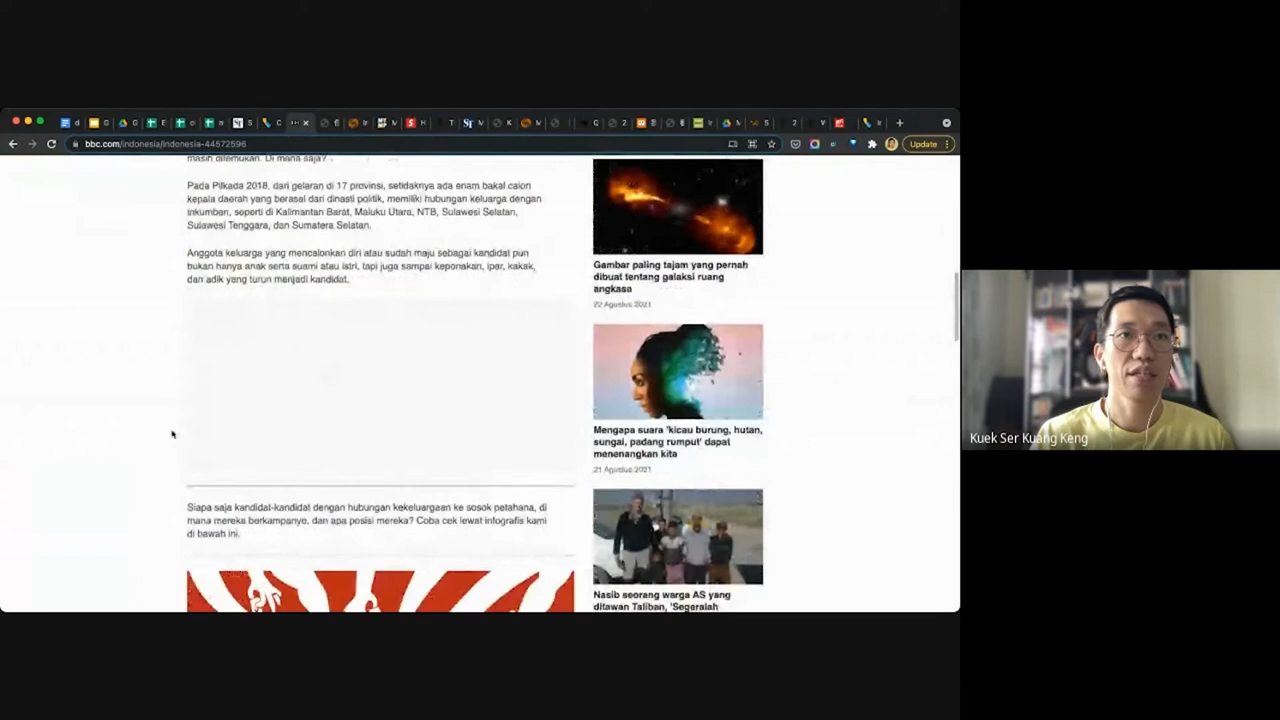 Update
bbc.com/indonesia/indonesia-44572596
masih ditemukan. Di mana saja?
Pada Pilkada 2018, dari gelaran di 17 provinsi, setidaknya ada enam bakal calon
kepala daerah yang berasal dari dinasti politik, memiliki hubungan keluarga dengan
inkumben, seperti di Kalimantan Barat, Maluku Utara, NTB, Sulawesi Selatan,
Sulawesi Tenggara, dan Sumatera Selatan.
Anggota keluarga yang mencalonkan diri atau sudah maju sebagai kandidat pun
bukan hanya anak serta suami atau istri, tapi juga sampai keponakan, ipar, kakak,
dan adik yang turun menjadi kandidat.
Siapa saja kandidat-kandidat dengan hubungan kekeluargaan ke sosok petahana, di
mana mereka berkampanye, dan apa posisi mereka? Coba cek lewat infografis kami
di bawah ini.
Gambar paling tajam yang pernah
dibuat tentang galaksi ruang
angkasa
22 Agustus 2021
Mengapa suara 'kicau burung, hutan,
sungai, padang rumput' dapat
menenangkan kita
21 Agustus 2021
Nasib seorang warga AS yang
ditawan Taliban, 'Segeralah
Kuek Ser Kuang Keng